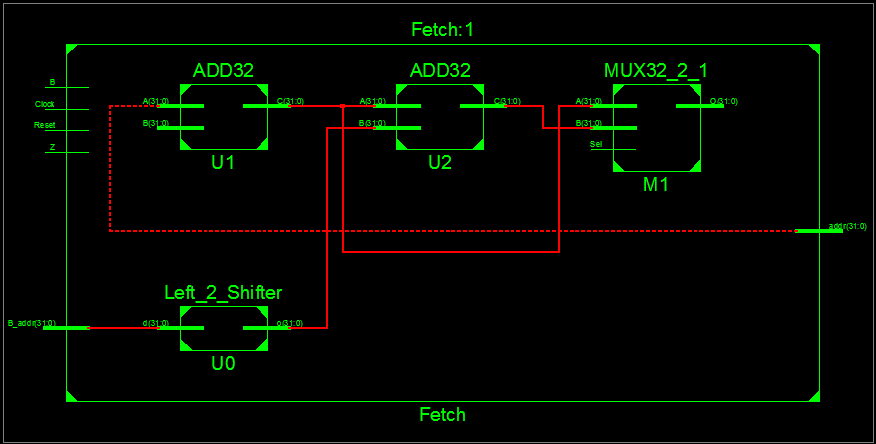 Fetch:1
ADD32
ADD32
MUX32_2_1
B
Clock
Reset
Z
A(31:0)
B(31:0)
C(31:0)
U1
A(31:0)
B(31:0)
C(31:0)
U2
A(31:0)
B(31:0)
Sel
O(31:0)
M1
addr(31:0)
Left_2_Shifter
B_addr(31:0)
d(31:0)
o(31:0)
U0
Fetch